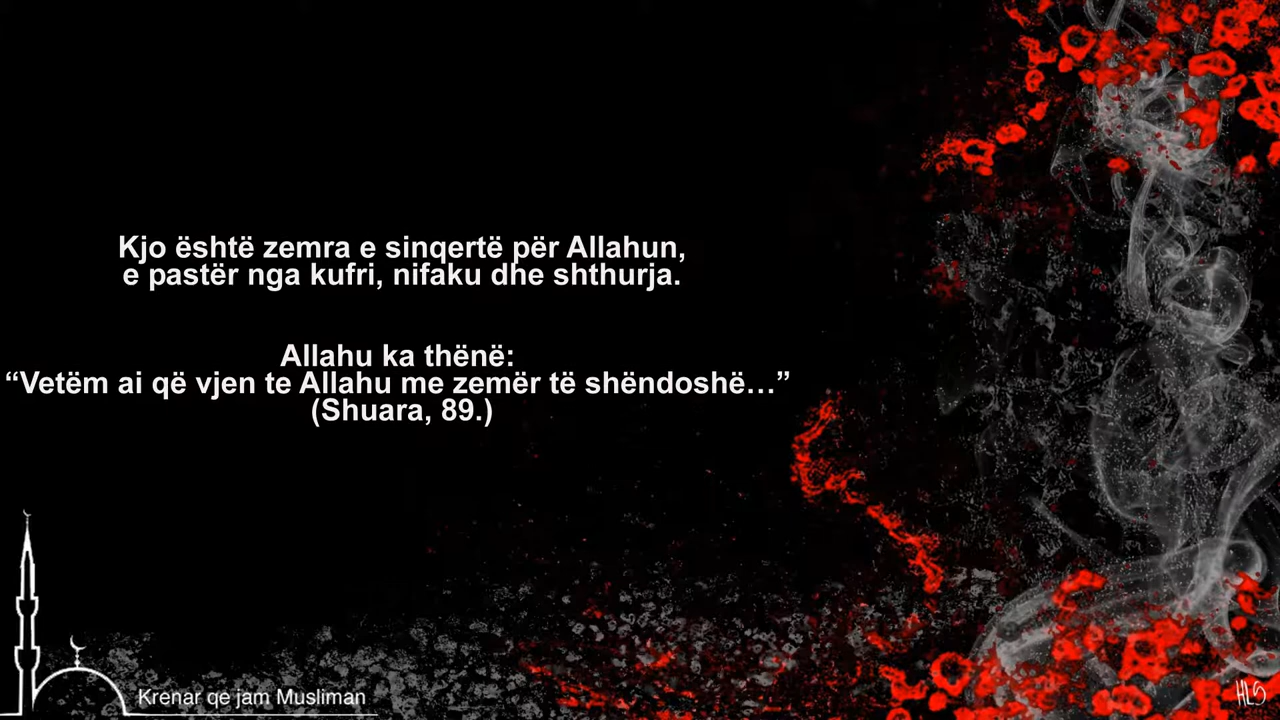 Kjo është zemra e sinqertë për Allahun,
e pastër nga kufri, nifaku dhe shthurja.
Allahu ka thënë:
“Vetëm ai që vjen te Allahu me zemër të shëndoshë…”
(Shuara, 89.)
Krenar qe jam Musliman
HLS